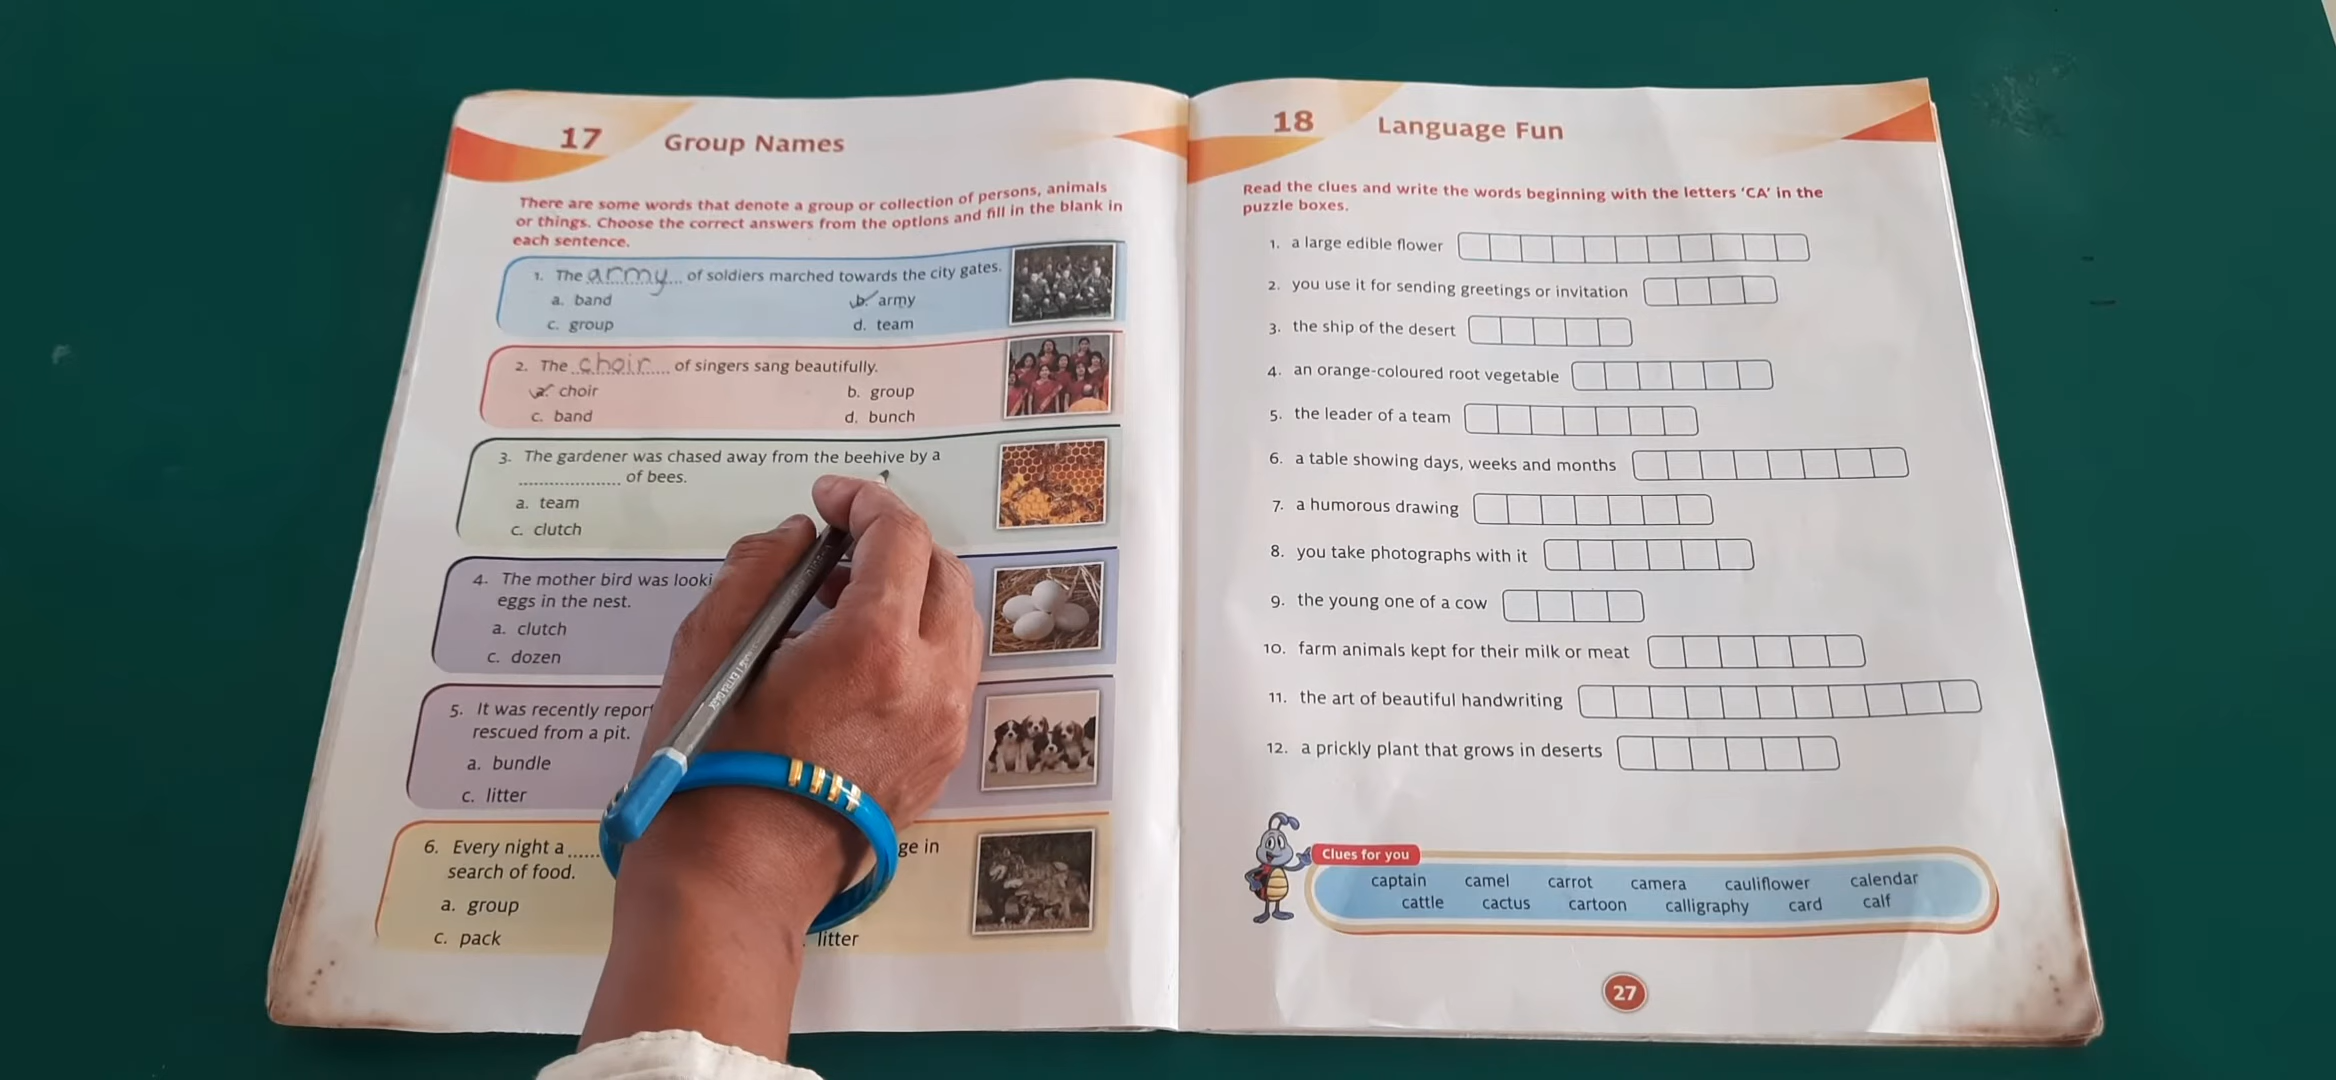 17 Group Names
There are some words that denote a group or collection of persons, animals
or things. Choose the correct answers from the options and fill in the blank in
each sentence.
1. The army of soldiers marched towards the city gates.
a. band b. army
c. group d. team
2. The choir of singers sang beautifully.
a. choir b. group
c. band d. bunch
3. The gardener was chased away from the beehive by a
.................... of bees.
a. team
c. clutch
4. The mother bird was looki
eggs in the nest.
a. clutch
c. dozen
5. It was recently report
rescued from a pit.
a. bundle
c. litter
6. Every night a ...... ge in
search of food.
a. group
c. pack litter
18 Language Fun
Read the clues and write the words beginning with the letters ‘CA’ in the
puzzle boxes.
1. a large edible flower
2. you use it for sending greetings or invitation
3. the ship of the desert
4. an orange-coloured root vegetable
5. the leader of a team
6. a table showing days, weeks and months
7. a humorous drawing
8. you take photographs with it
9. the young one of a cow
10. farm animals kept for their milk or meat
11. the art of beautiful handwriting
12. a prickly plant that grows in deserts
Clues for you
captain camel carrot camera cauliflower calendar
cattle cactus cartoon calligraphy card calf
27